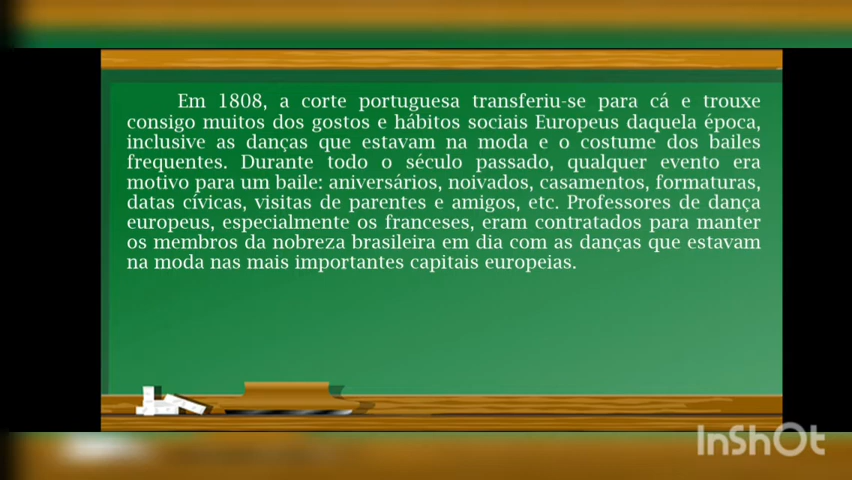 Em 1808, a corte portuguesa transferiu-se para cá e trouxe
consigo muitos dos gostos e hábitos sociais Europeus daquela época,
inclusive as danças que estavam na moda e o costume dos bailes
frequentes. Durante todo o século passado, qualquer evento era
motivo para um baile: aniversários, noivados, casamentos, formaturas,
datas cívicas, visitas de parentes e amigos, etc. Professores de dança
europeus, especialmente os franceses, eram contratados para manter
os membros da nobreza brasileira em dia com as danças que estavam
na moda nas mais importantes capitais europeias.
InShOt